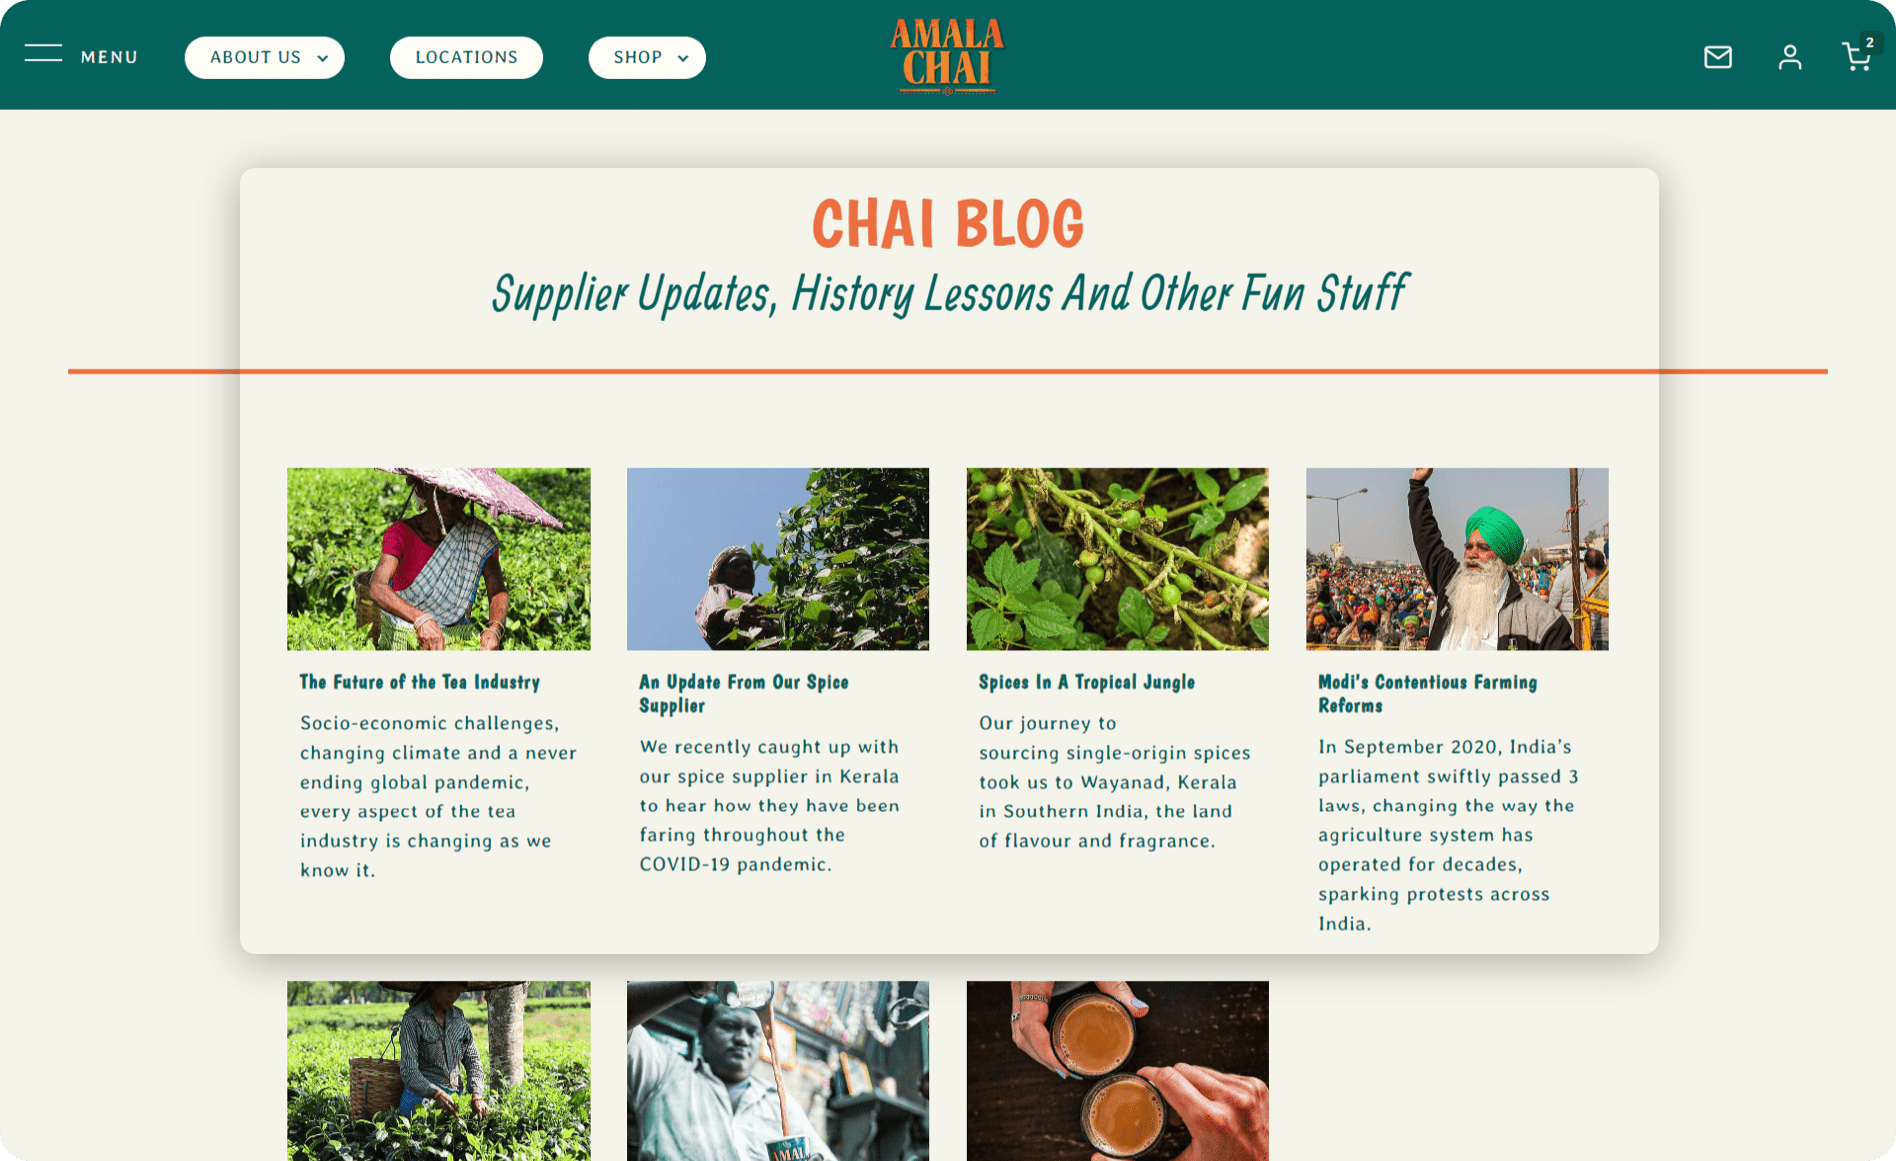 MENU
ABOUT US
LOCATIONS
SHOP
AMALA
CHAI
2
CHAI BLOG
Supplier Updates, History Lessons And Other Fun Stuff
The Future of the Tea Industry
Socio-economic challenges,
changing climate and a never
ending global pandemic,
every aspect of the tea
industry is changing as we
know it.
An Update From Our Spice
Supplier
We recently caught up with
our spice supplier in Kerala
to hear how they have been
faring throughout the
COVID-19 pandemic.
Spices In A Tropical Jungle
Our journey to
sourcing single-origin spices
took us to Wayanad, Kerala
in Southern India, the land
of flavour and fragrance.
Modi's Contentious Farming
Reforms
In September 2020, India's
parliament swiftly passed 3
laws, changing the way the
agriculture system has
operated for decades,
sparking protests across
India.